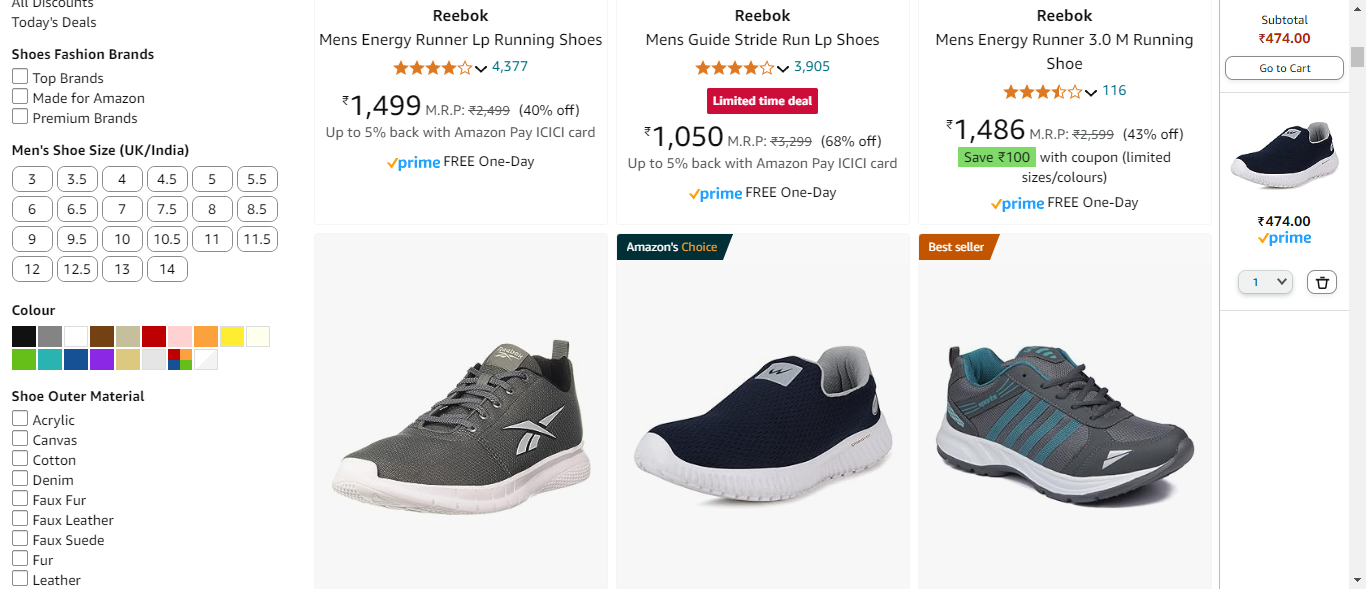 All Discounts
Today's Deals
Shoes Fashion Brands
Top Brands
Made for Amazon
Premium Brands
Men's Shoe Size (UK/India)
3 3.5 4 4.5 5 5.5
6 6.5 7 7.5 8 8.5
9 9.5 10 10.5 11 11.5
12 12.5 13 14
Colour
Shoe Outer Material
Acrylic
Canvas
Cotton
Denim
Faux Fur
Faux Leather
Faux Suede
Fur
Leather
Reebok
Mens Energy Runner Lp Running Shoes
4,377
₹1,499 M.R.P: ₹2,499 (40% off)
Up to 5% back with Amazon Pay ICICI card
prime FREE One-Day
Reebok
Mens Guide Stride Run Lp Shoes
3,905
Limited time deal
₹1,050 M.R.P: ₹3,299 (68% off)
Up to 5% back with Amazon Pay ICICI card
prime FREE One-Day
Reebok
Mens Energy Runner 3.0 M Running
Shoe
116
₹1,486 M.R.P: ₹2,599 (43% off)
Save ₹100 with coupon (limited
sizes/colours)
prime FREE One-Day
Reebok
Amazon's Choice
Best seller
sports
Subtotal
₹474.00
Go to Cart
₹474.00
prime
1